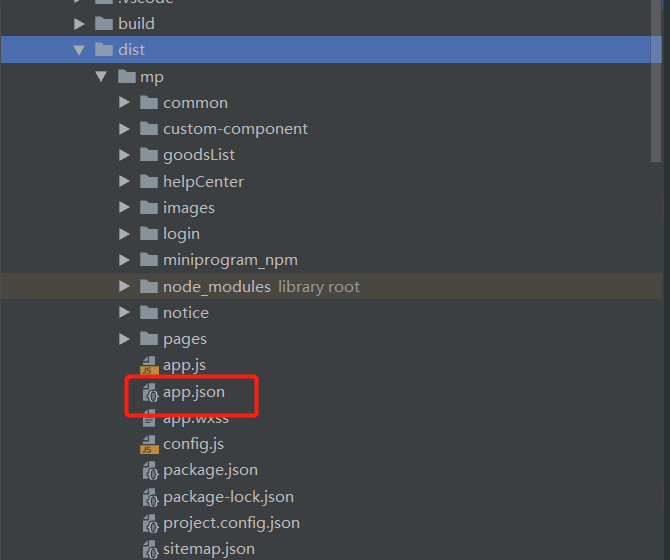 .vscode
build
dist
mp
common
custom-component
goodsList
helpCenter
images
login
miniprogram_npm
node_modules library root
notice
pages
app.js
app.json
app.wxss
config.js
package.json
package-lock.json
project.config.json
sitemap.json